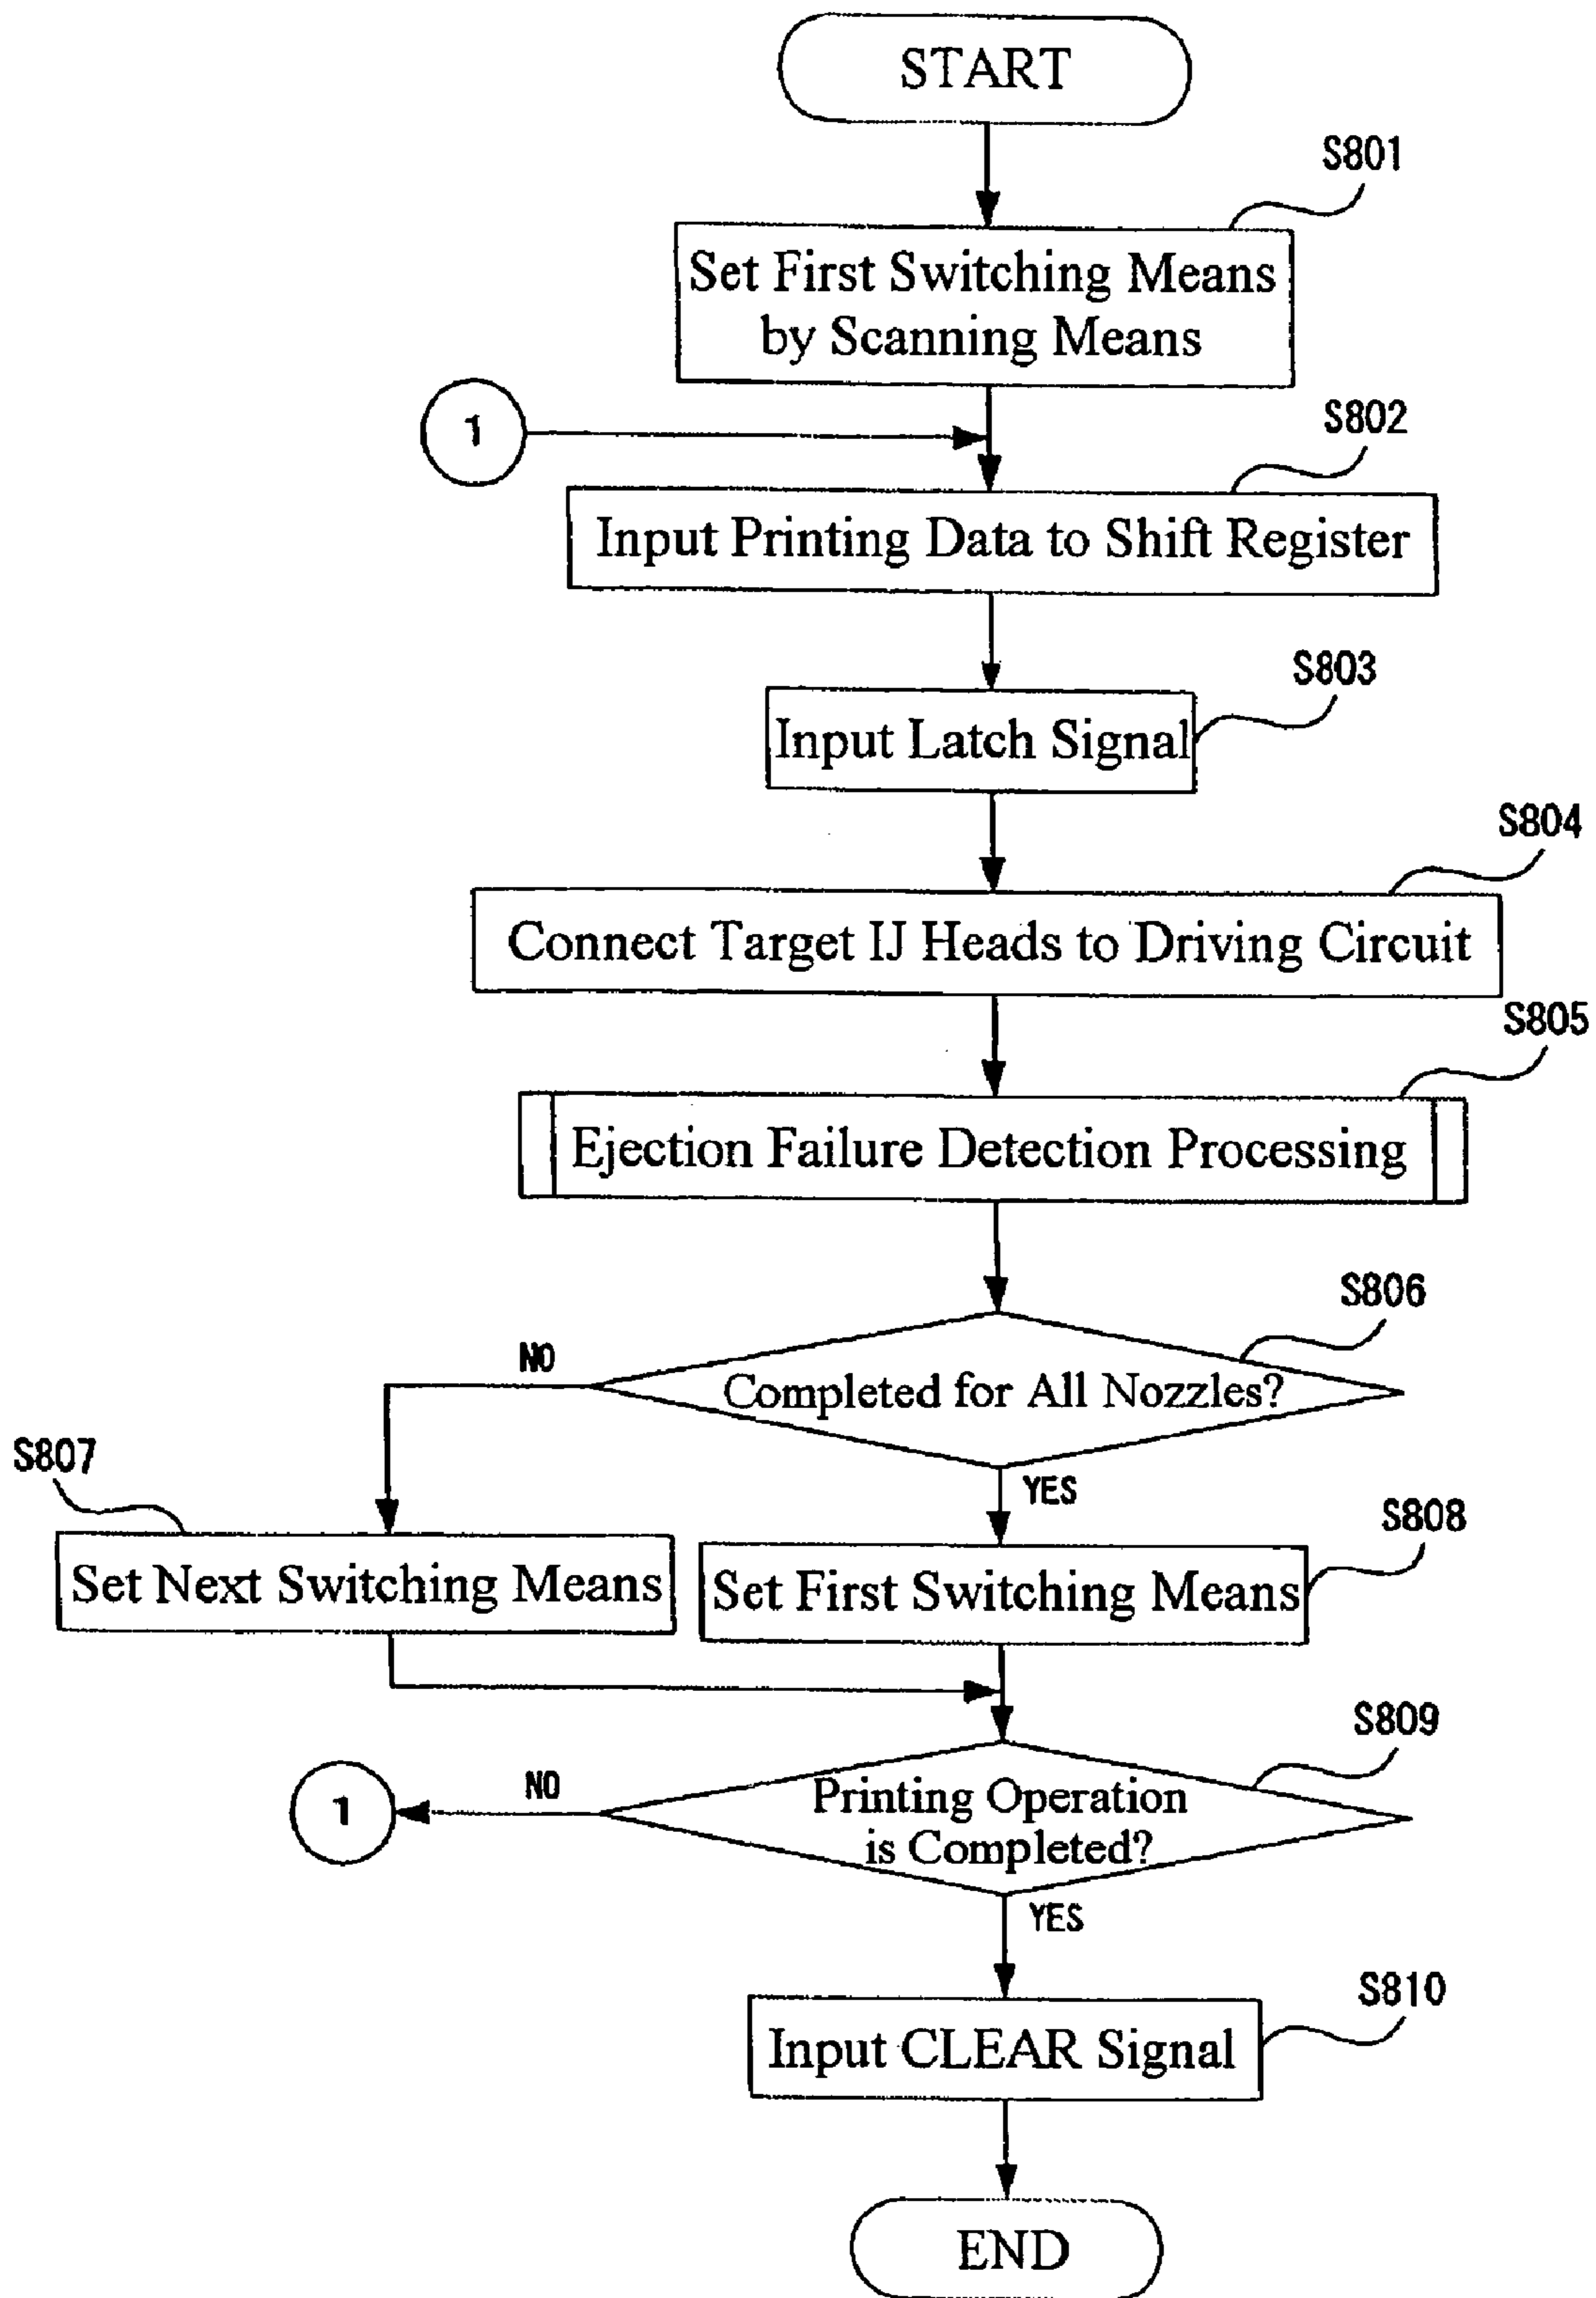 START
S801
Set First Switching Means
by Scanning Means
1
S802
Input Printing Data to Shift Register
S803
Input Latch Signal
S804
Connect Target IJ Heads to Driving Circuit
S805
Ejection Failure Detection Processing
S806
NO
Completed for All Nozzles?
S807
YES
S808
Set Next Switching Means
Set First Switching Means
S809
1
NO
Printing Operation
is Completed?
YES
S810
Input CLEAR Signal
END